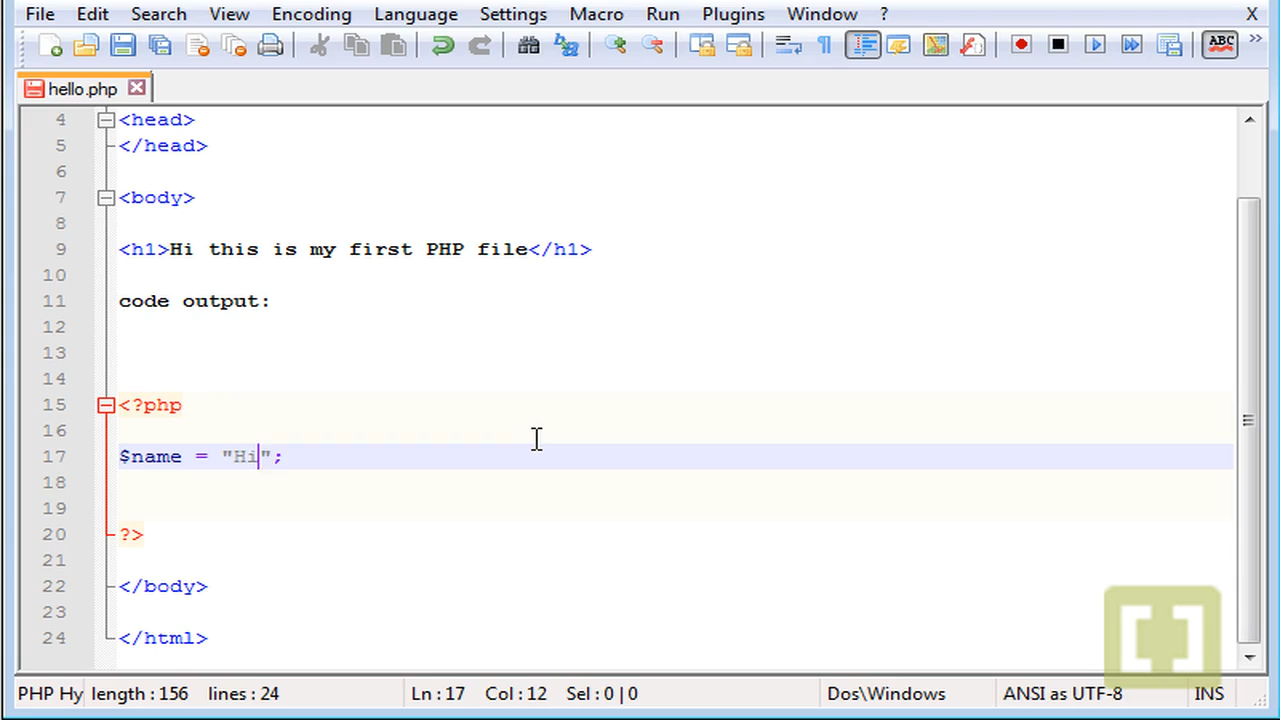 File Edit Search View Encoding Language Settings Macro Run Plugins Window ? X
ABC
hello.php
4 <head>
5 </head>
6
7 <body>
8
9 <h1>Hi this is my first PHP file</h1>
10
11 code output:
12
13
14
15 <?php
16
17 $name = "Hi";
18
19
20 ?>
21
22 </body>
23
24 </html>
PHP Hy length : 156 lines : 24 Ln : 17 Col : 12 Sel : 0 | 0 Dos\Windows ANSI as UTF-8 INS